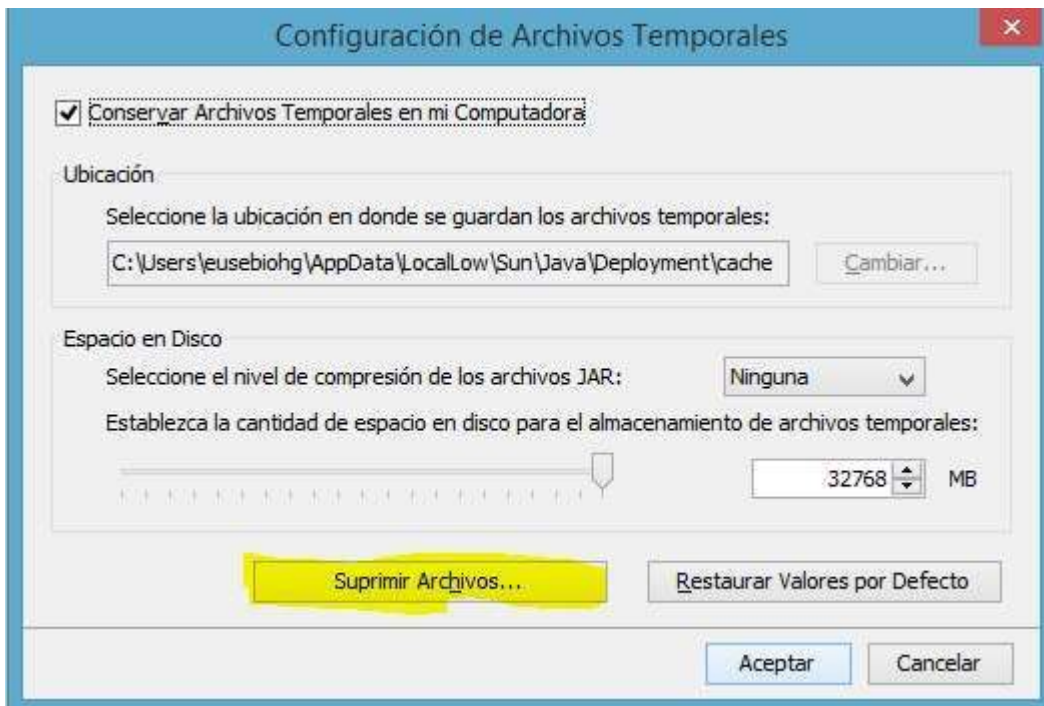 Configuración de Archivos Temporales
Conservar Archivos Temporales en mi Computadora
Ubicación
Seleccione la ubicación en donde se guardan los archivos temporales:
C:\Users\eusebiohg\AppData\LocalLow\Sun\Java\Deployment\cache
Cambiar...
Espacio en Disco
Seleccione el nivel de compresión de los archivos JAR:
Ninguna
Establezca la cantidad de espacio en disco para el almacenamiento de archivos temporales:
32768 MB
Suprimir Archivos...
Restaurar Valores por Defecto
Aceptar
Cancelar